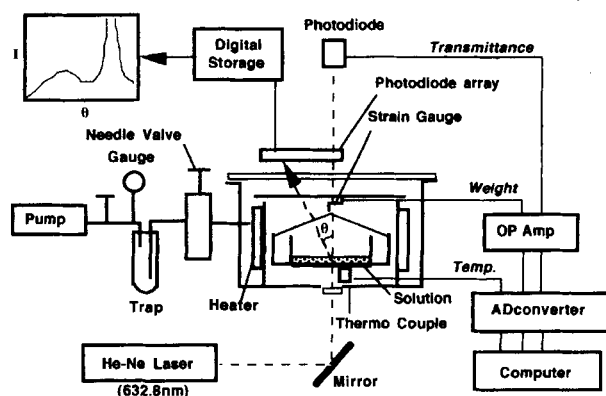 Photodiode
Transmittance
Digital
Storage
I
θ
Photodiode array
Strain Gauge
Needle Valve
Gauge
Weight
Pump
OP Amp
θ
Temp.
Heater
Solution
Trap
Thermo Couple
ADconverter
He-Ne Laser
(632.8nm)
Mirror
Computer